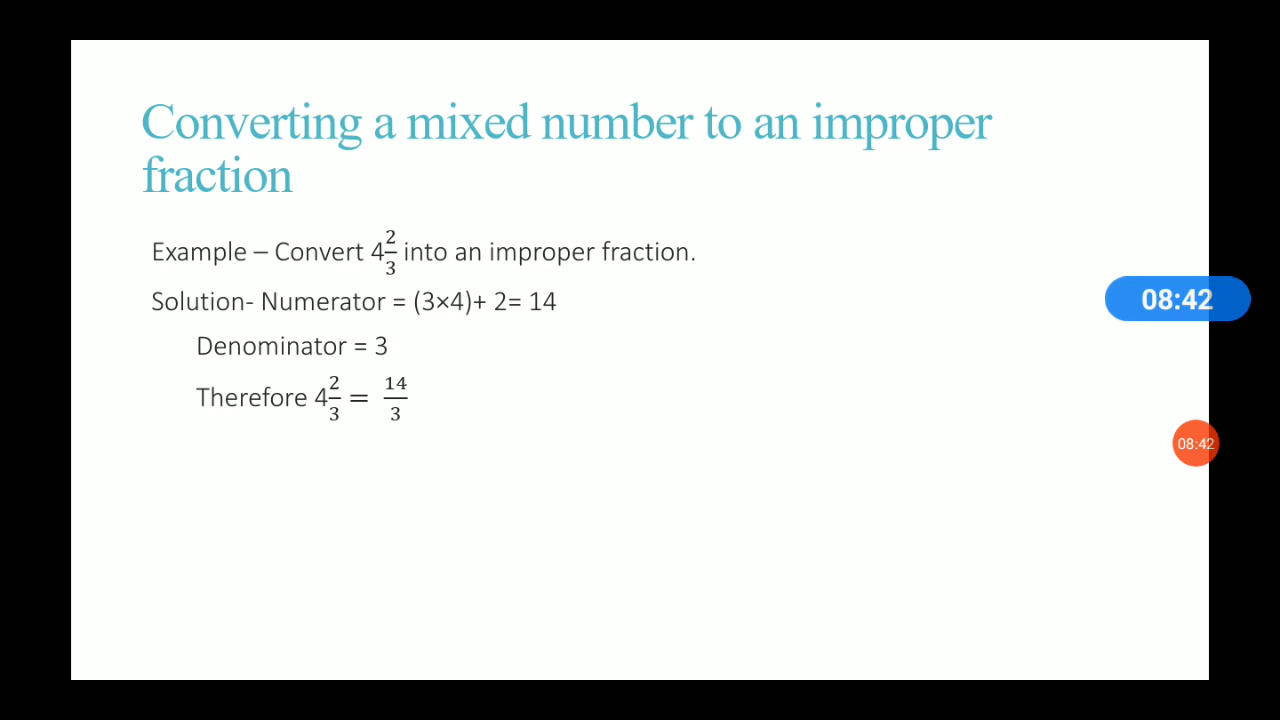 Converting a mixed number to an improper
fraction
Example – Convert 4 2/3 into an improper fraction.
Solution- Numerator = (3×4)+ 2= 14
Denominator = 3
Therefore 4 2/3 = 14/3
08:42
08:42